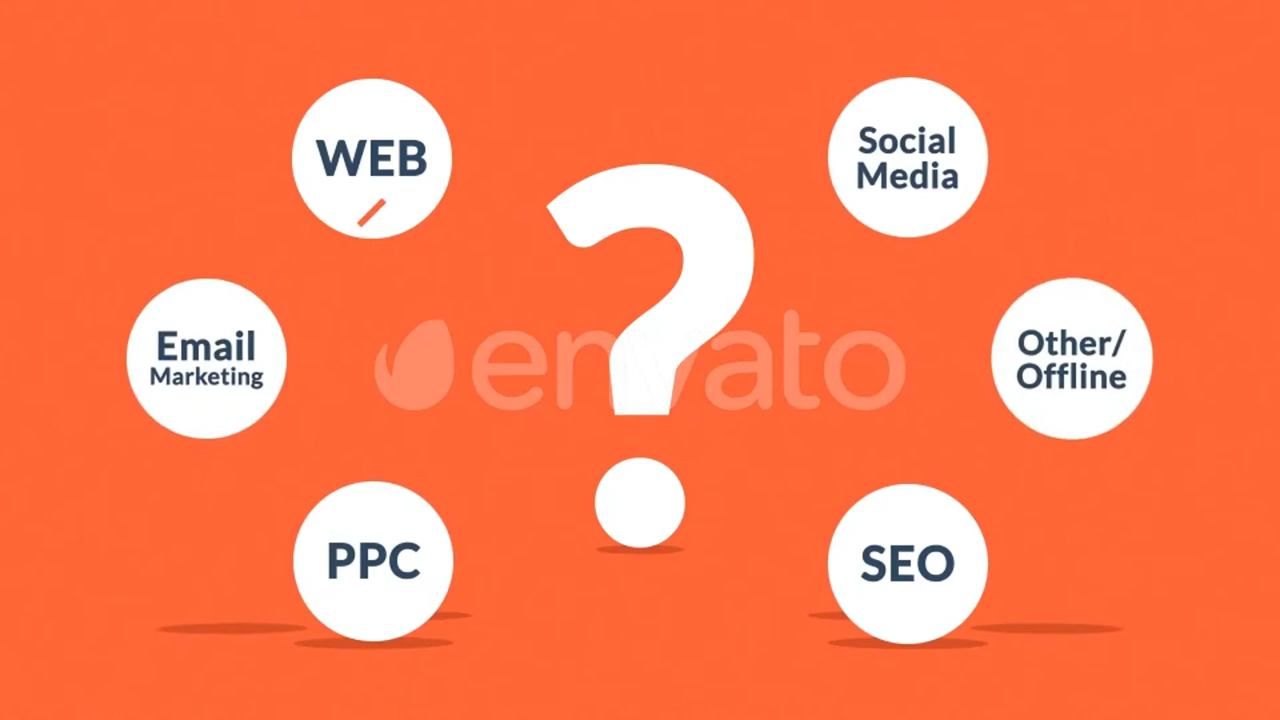 WEB
Social
Media
?
Email
Marketing
envato
Other/
Offline
PPC
SEO